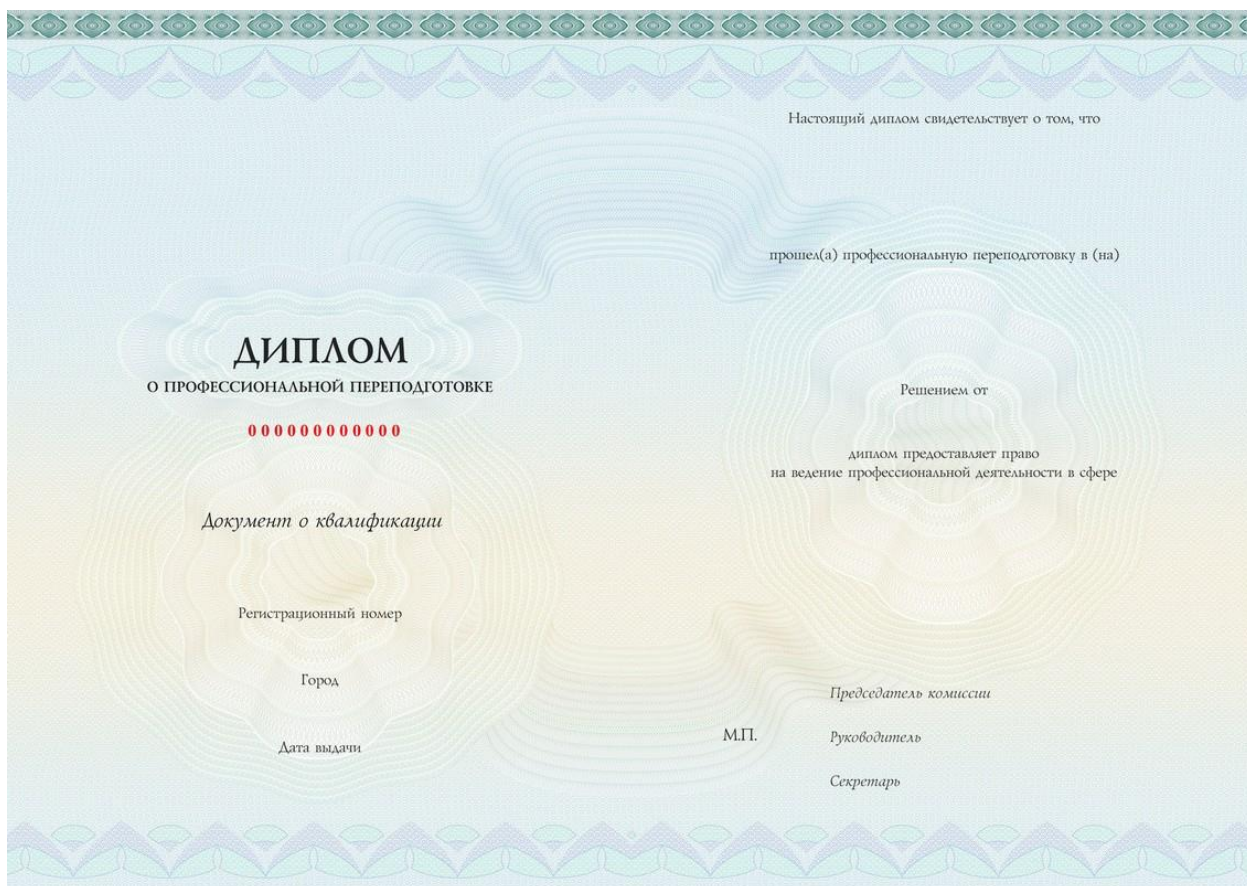 ДИПЛОМ
О ПРОФЕССИОНАЛЬНОЙ ПЕРЕПОДГОТОВКЕ
000000000000
Документ о квалификации
Регистрационный номер
Город
Дата выдачи
Настоящий диплом свидетельствует о том, что
прошел(а) профессиональную переподготовку в (на)
Решением от
диплом предоставляет право
на ведение профессиональной деятельности в сфере
Председатель комиссии
М.П.
Руководитель
Секретарь